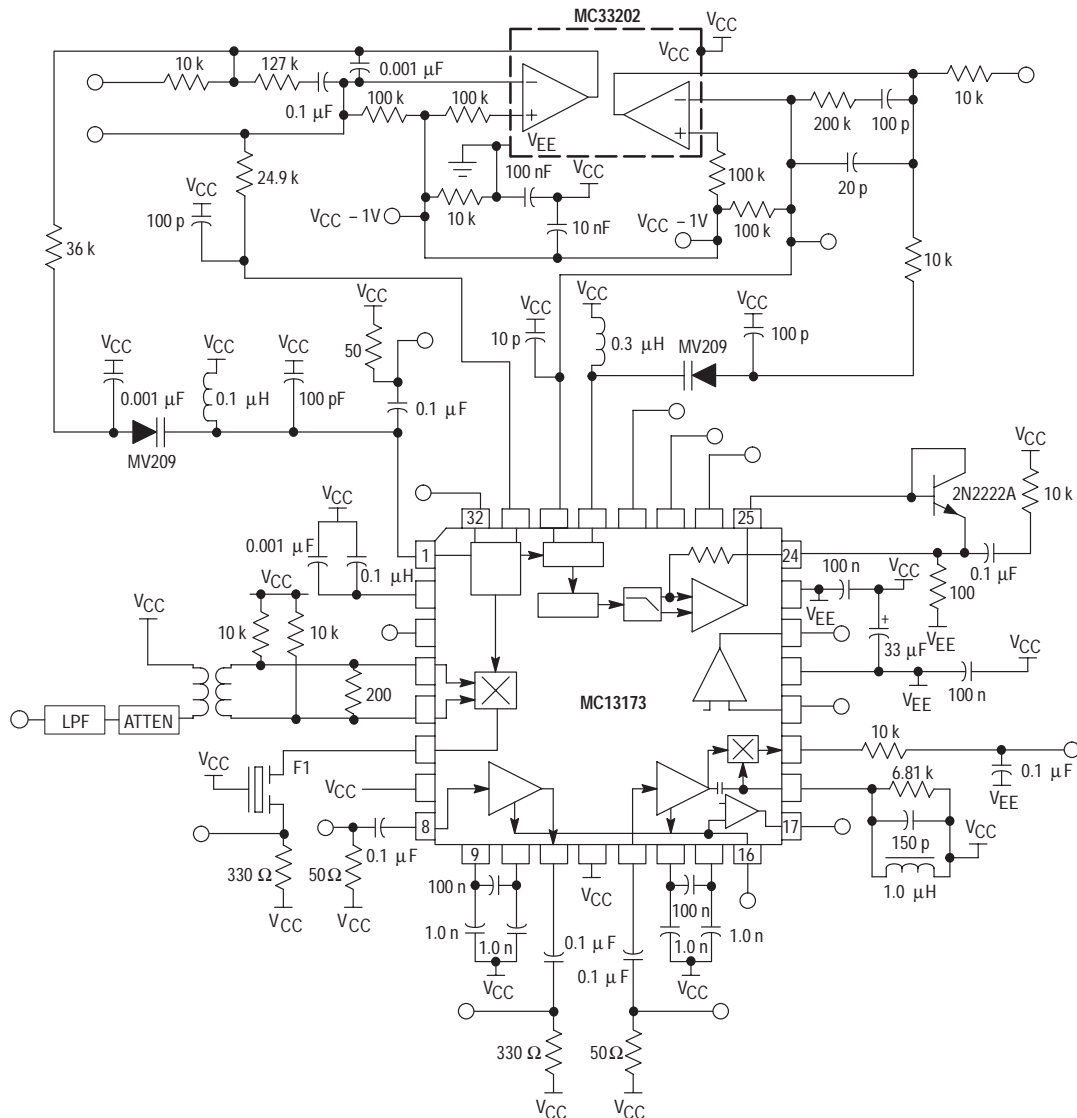 MC33202
VCC
VCC
10 k
127 k
0.001 µF
0.1 µF
100 k
100 k
VEE
200 k
100 p
10 k
24.9 k
VCC
100 p
10 k
100 nF
VCC
10 nF
VCC – 1V
100 k
VCC – 1V
100 k
20 p
36 k
10 k
VCC
50
VCC
10 p
VCC
0.3 µH
MV209
VCC
100 p
VCC
0.001 µF
VCC
0.1 µH
VCC
100 pF
0.1 µF
MV209
VCC
2N2222A
10 k
32
25
VCC
0.001 µF
0.1 µH
1
24
0.1 µF
100
VEE
100 n
VCC
VEE
+
33 µF
VCC
VCC
10 k
10 k
200
VEE
100 n
VCC
LPF
ATTEN
MC13173
F1
VCC
VCC
10 k
0.1 µF
VEE
6.81 k
150 p
1.0 µH
VCC
8
17
0.1 µF
330 Ω
VCC
50Ω
VCC
9
16
100 n
1.0 n
1.0 n
VCC
VCC
100 n
1.0 n
1.0 n
VCC
0.1 µF
0.1 µF
330 Ω
VCC
50Ω
VCC